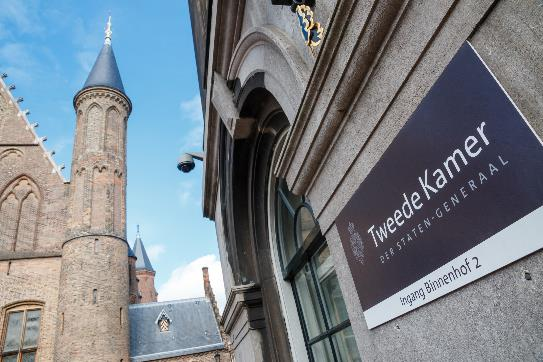 Tweede Kamer
DER STATEN-GENERAAL
Ingang Binnenhof 2